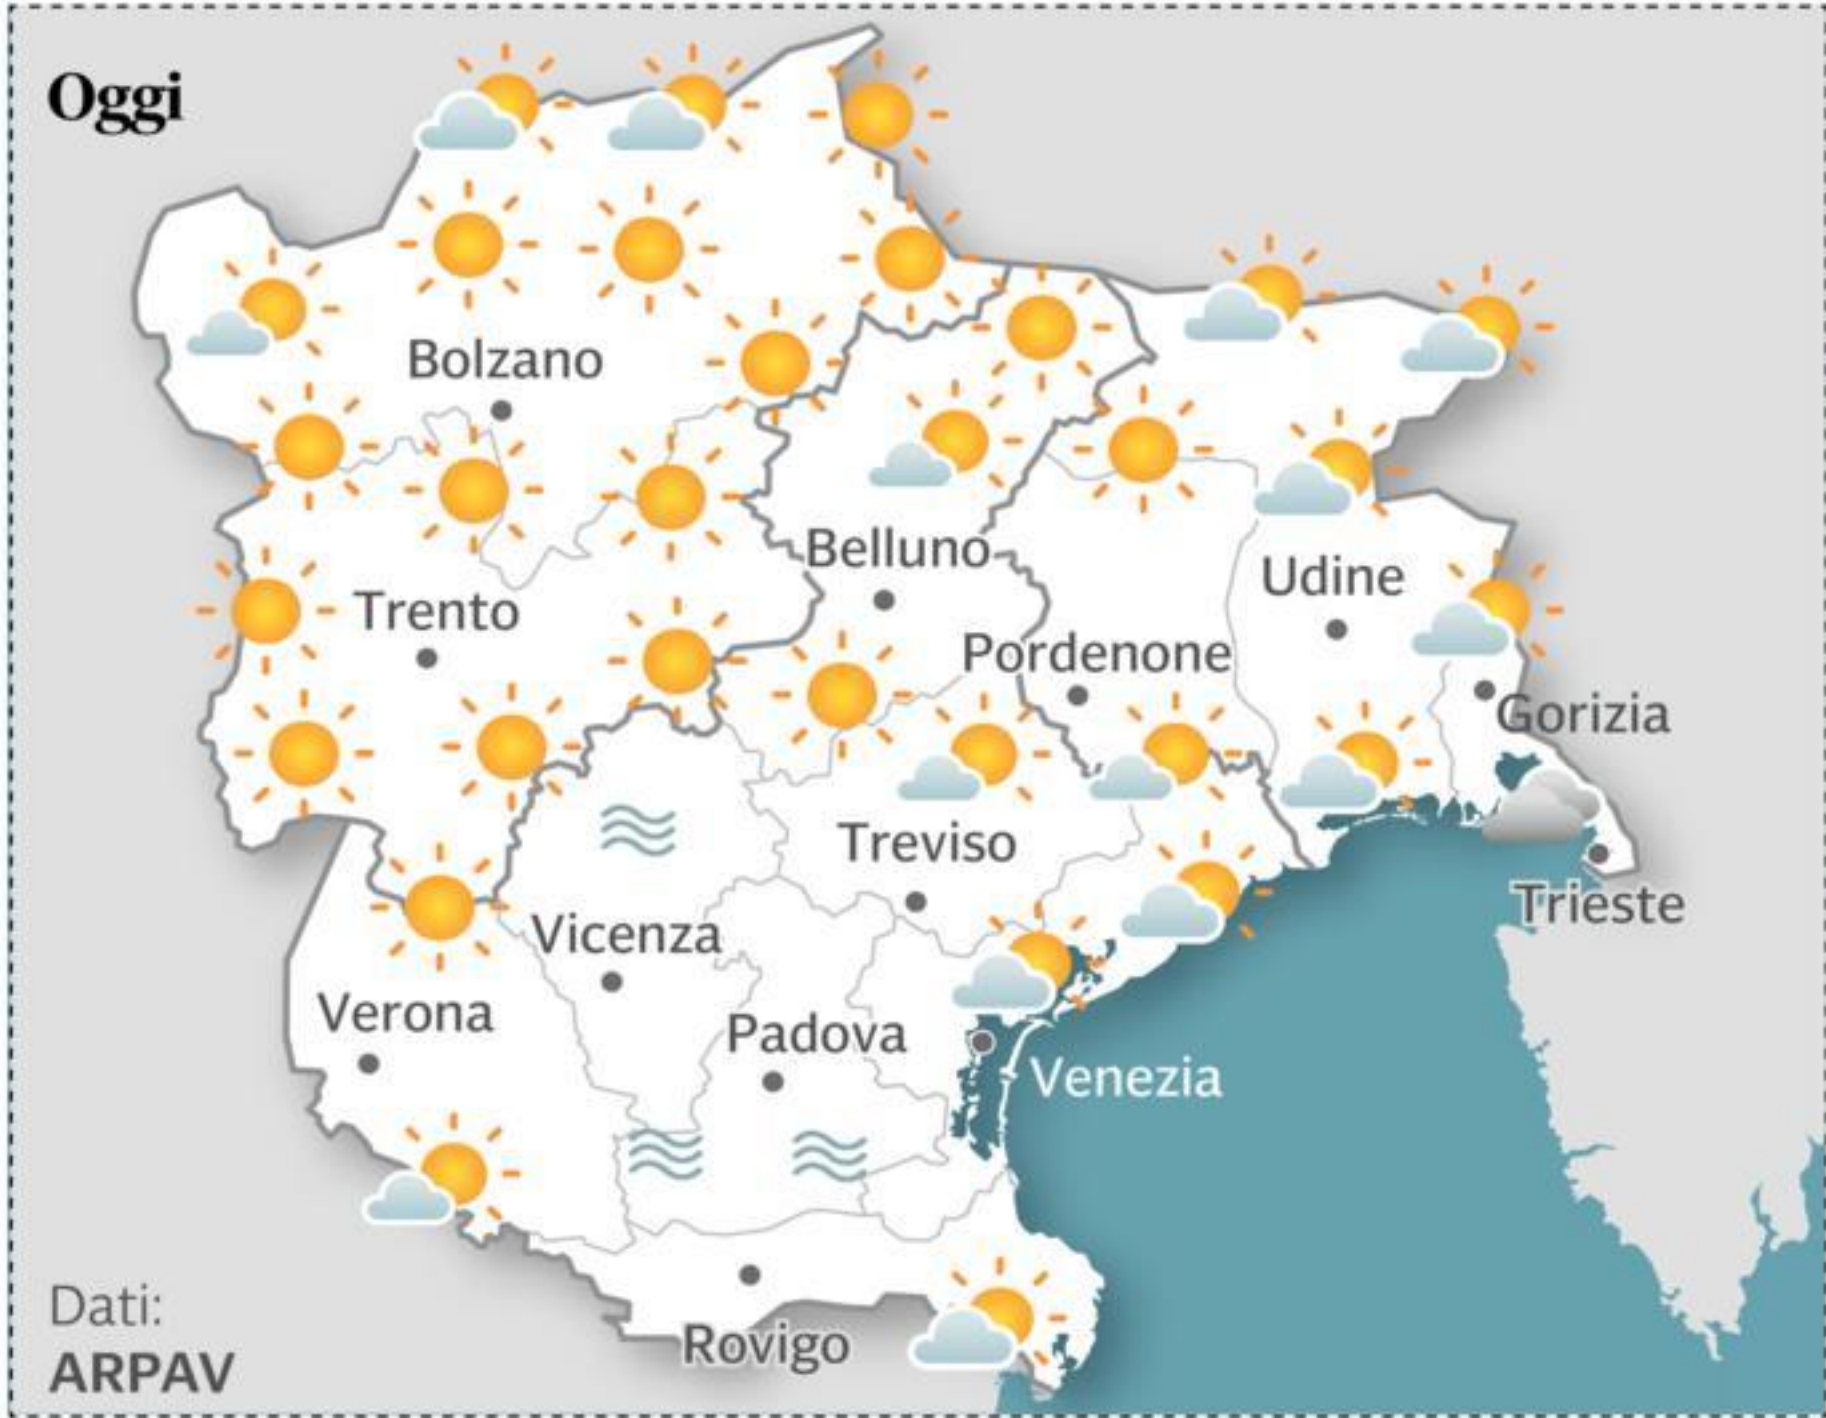 Oggi
Bolzano
Belluno
Udine
Trento
Pordenone
Gorizia
Treviso
Trieste
Vicenza
Verona
Padova
Venezia
Dati:
ARPAV
Rovigo